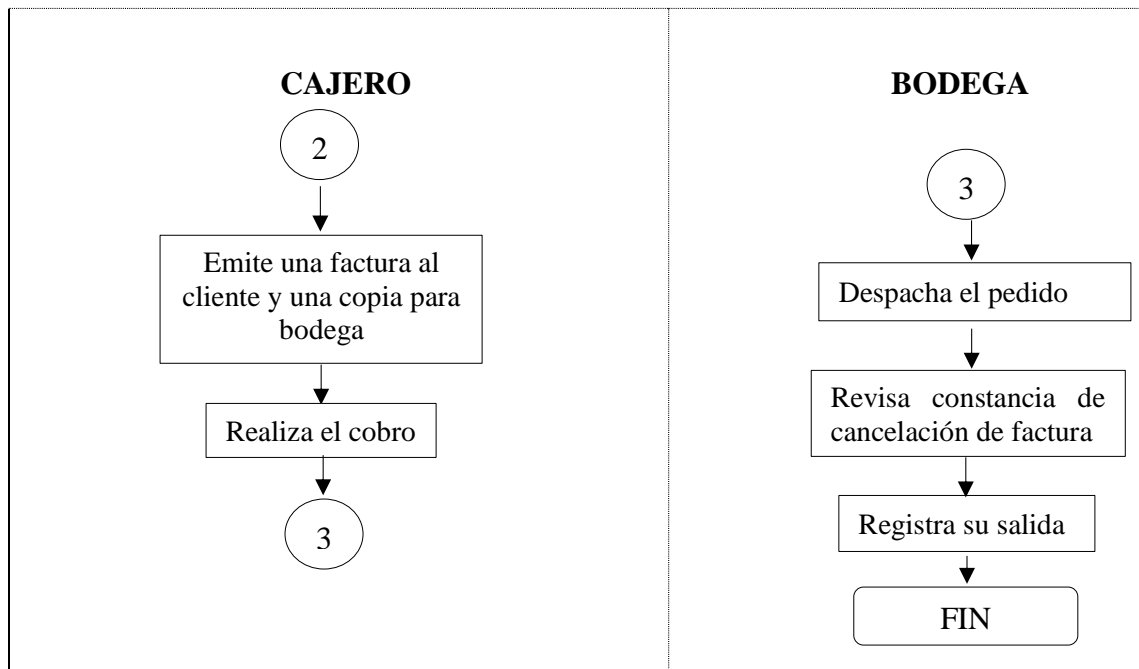 CAJERO
2
Emite una factura al
cliente y una copia para
bodega
Realiza el cobro
3
BODEGA
3
Despacha el pedido
Revisa constancia de
cancelación de factura
Registra su salida
FIN